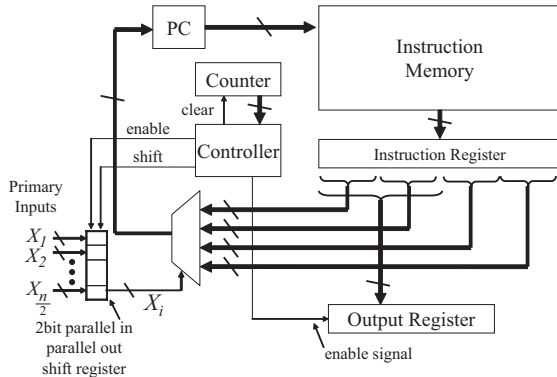 PC
Instruction
Memory
Counter
clear
enable
Controller
shift
Instruction Register
Primary
Inputs
X1
X2
Xn/2
Xi
2bit parallel in
parallel out
shift register
Output Register
enable signal